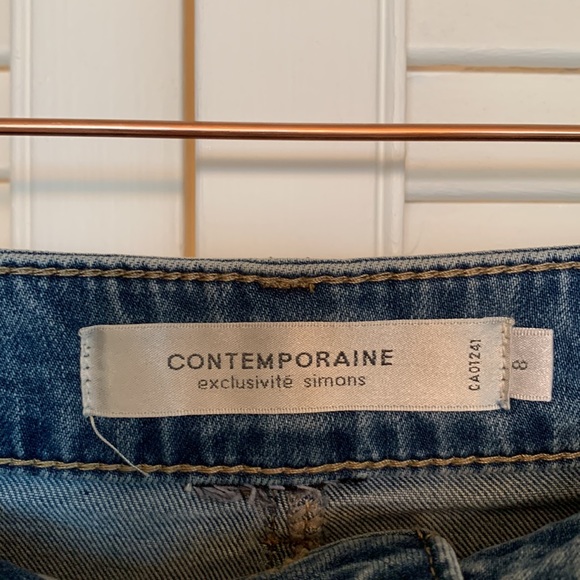 CONTEMPORAINE
exclusivité simons
CA01241
8